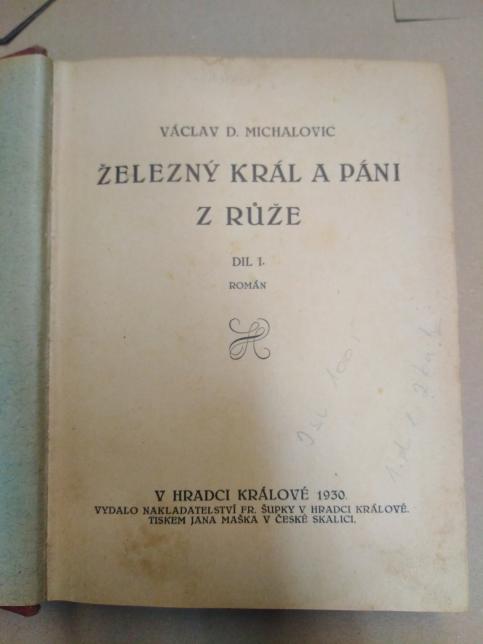 VÁCLAV D. MICHALOVIC
ŽELEZNÝ KRÁL A PÁNI
Z RŮŽE
DIL I.
ROMÁN
V HRADCI KRÁLOVÉ 1930.
VYDALO NAKLADATELSTVÍ FR. ŠUPKY V HRADCI KRÁLOVÉ.
TISKEM JANA MAŠKA V ČESKÉ SKALICI.